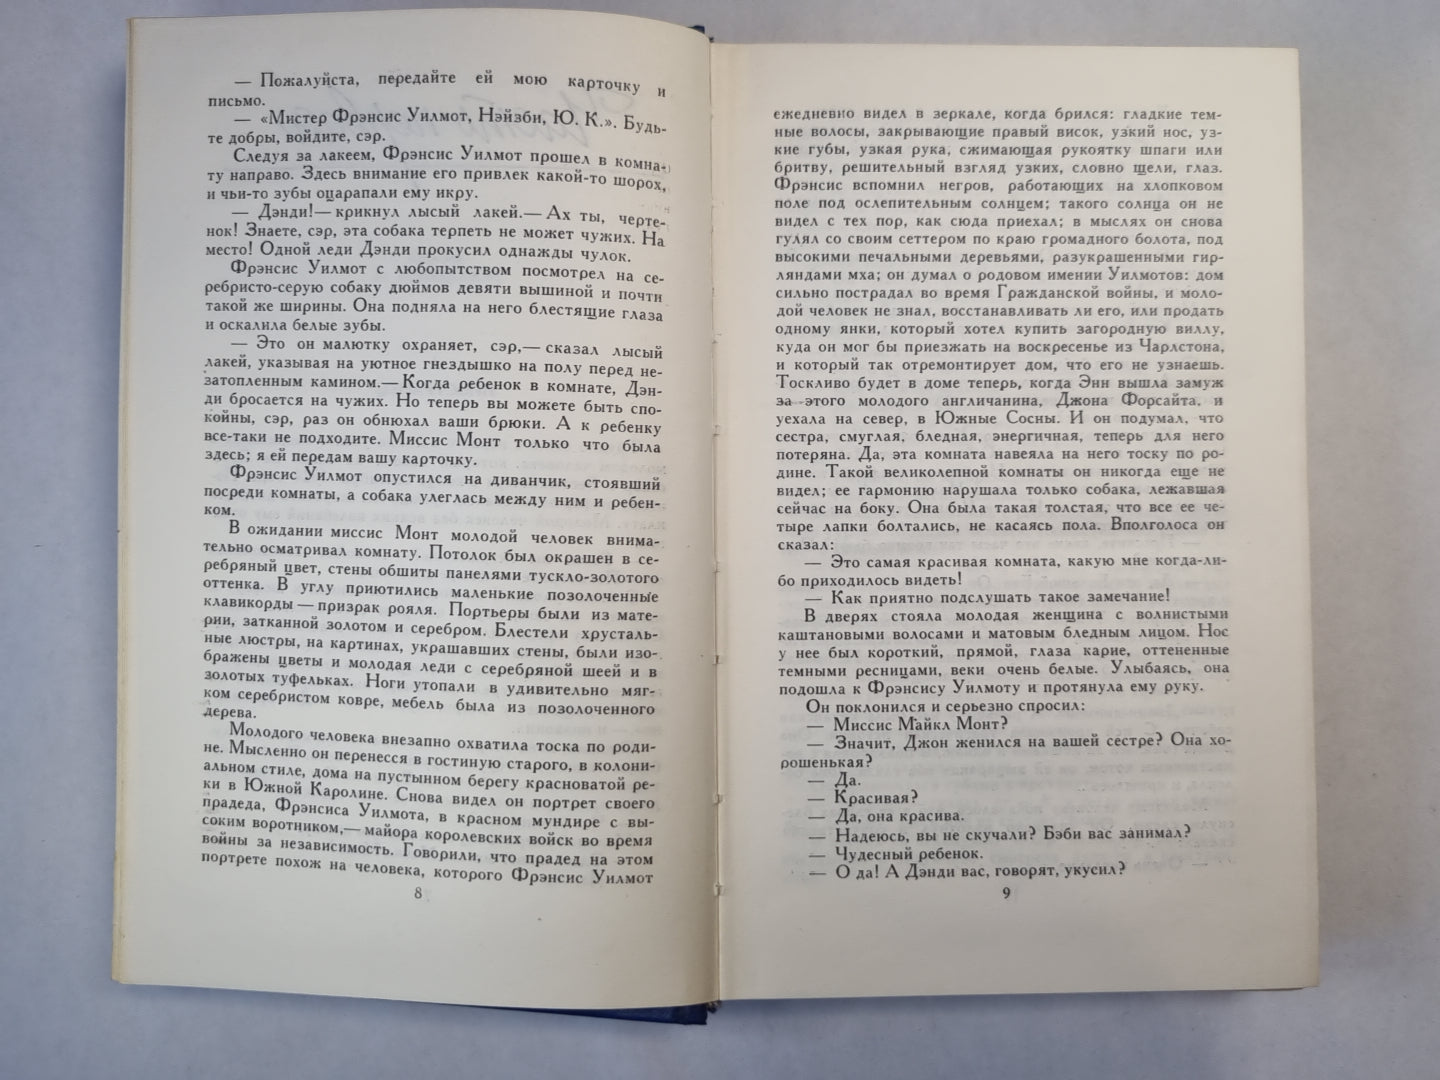 — Пожалуйста, передайте ей мою карточку и
письмо.
— «Мистер Фрэнсис Уилмот, Нэйзби, Ю. К.». Будь-
те добры, войдите, сэр.
Следуя за лакеем, Фрэнсис Уилмот прошел в комна-
ту направо. Здесь внимание его привлек какой-то шорох,
и чьи-то зубы оцарапали ему икру.
— Дэнди!— крикнул лысый лакей.— Ах ты, черте-
нок! Знаете, сэр, эта собака терпеть не может чужих. На
место! Одной леди Дэнди прокусил однажды чулок.
Фрэнсис Уилмот с любопытством посмотрел на се-
ребристо-серую собаку дюймов девяти вышиной и почти
такой же ширины. Она подняла на него блестящие глаза
и оскалила белые зубы.
— Это он малютку охраняет, сэр,— сказал лысый
лакей, указывая на уютное гнездышко на полу перед не-
затопленным камином.— Когда ребенок в комнате, Дэн-
ди бросается на чужих. Но теперь вы можете быть спо-
койны, сэр, раз он обнюхал ваши брюки. А к ребенку
все-таки не подходите. Миссис Монт только что была
здесь; я ей передам вашу карточку.
Фрэнсис Уилмот опустился на диванчик, стоявший
посреди комнаты, а собака улеглась между ним и ребен-
ком.
В ожидании миссис Монт молодой человек внима-
тельно осматривал комнату. Потолок был окрашен в се-
ребряный цвет, стены обшиты панелями тускло-золотого
оттенка. В углу приютились маленькие позолоченные
клавикорды — призрак рояля. Портьеры были из мате-
рии, затканной золотом и серебром. Блестели хрусталь-
ные люстры, на картинах, украшавших стены, были изо-
бражены цветы и молодая леди с серебряной шеей и в
золотых туфельках. Ноги утопали в удивительно мяг-
ком серебристом ковре, мебель была из позолоченного
дерева.
Молодого человека внезапно охватила тоска по роди-
не. Мысленно он перенесся в гостиную старого, в колони-
альном стиле, дома на пустынном берегу красноватой ре-
ки в Южной Каролине. Снова видел он портрет своего
прадеда, Фрэнсиса Уилмота, в красном мундире с вы-
соким воротником,— майора королевских войск во время
войны за независимость. Говорили, что прадед на этом
портрете похож на человека, которого Фрэнсис Уилмот
8
ежедневно видел в зеркале, когда брился: гладкие тем-
ные волосы, закрывающие правый висок, узкий нос, уз-
кие губы, узкая рука, сжимающая рукоятку шпаги или
бритву, решительный взгляд узких, словно щели, глаз.
Фрэнсис вспомнил негров, работающих на хлопковом
поле под ослепительным солнцем; такого солнца он не
видел с тех пор, как сюда приехал; в мыслях он снова
гулял со своим сеттером по краю громадного болота, под
высокими печальными деревьями, разукрашенными гир-
ляндами мха; он думал о родовом имении Уилмотов: дом
сильно пострадал во время Гражданской войны, и моло-
дой человек не знал, восстанавливать ли его, или продать
одному янки, который хотел купить загородную виллу,
куда он мог бы приезжать на воскресенье из Чарлстона,
и который так отремонтирует дом, что его не узнаешь.
Тоскливо будет в доме теперь, когда Энн вышла замуж
за этого молодого англичанина, Джона Форсайта, и
уехала на север, в Южные Сосны. И он подумал, что
сестра, смуглая, бледная, энергичная, теперь для него
потеряна. Да, эта комната навеяла на него тоску по ро-
дине. Такой великолепной комнаты он никогда еще не
видел; ее гармонию нарушала только собака, лежавшая
сейчас на боку. Она была такая толстая, что все ее че-
тыре лапки болтались, не касаясь пола. Вполголоса он
сказал:
— Это самая красивая комната, какую мне когда-ли-
бо приходилось видеть!
— Как приятно подслушать такое замечание!
В дверях стояла молодая женщина с волнистыми
каштановыми волосами и матовым бледным лицом. Нос
у нее был короткий, прямой, глаза карие, оттененные
темными ресницами, веки очень белые. Улыбаясь, она
подошла к Фрэнсису Уилмоту и протянула ему руку.
Он поклонился и серьезно спросил:
— Миссис Майкл Монт?
— Значит, Джон женился на вашей сестре? Она хо-
рошенькая?
— Да.
— Красивая?
— Да, она красива.
— Надеюсь, вы не скучали? Бэби вас занимал?
— Чудесный ребенок.
— О да! А Дэнди вас, говорят, укусил?
9